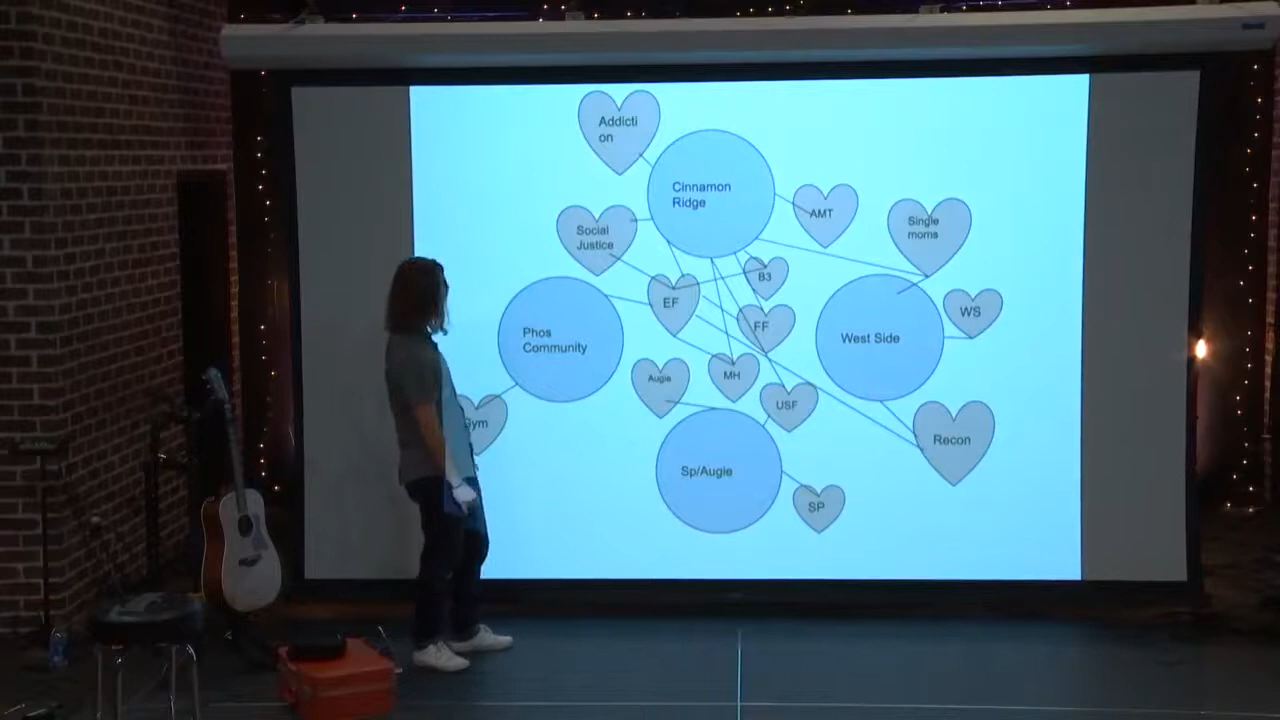 Addicti
on
Cinnamon
Ridge
AMT
Single
moms
Social
Justice
B3
EF
WS
FF
Phos
Community
West Side
MH
Augie
USF
Gym
Recon
Sp/Augie
SP